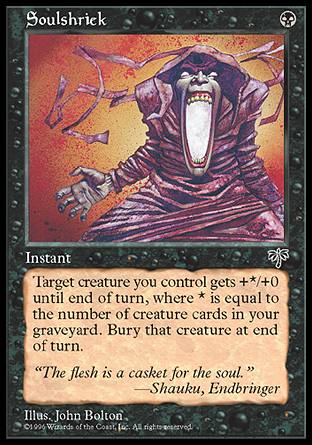 Soulshriek
Instant
Target creature you control gets +*/+0
until end of turn, where * is equal to
the number of creature cards in your
graveyard. Bury that creature at end
of turn.
"The flesh is a casket for the soul."
—Shauku, Endbringer
Illus. John Bolton
©1996 Wizards of the Coast, Inc. All rights reserved.